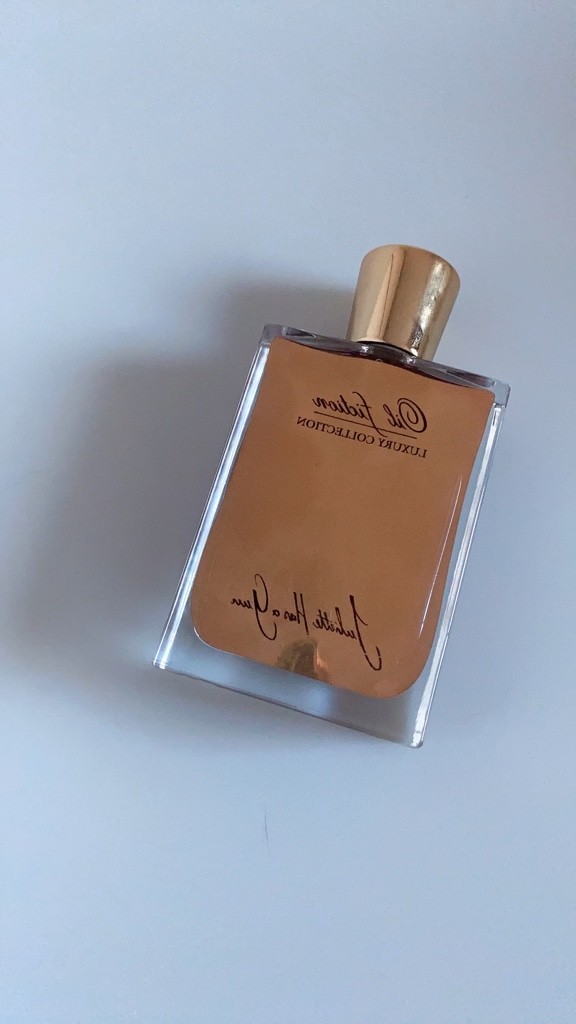 Oil fiction
LUXURY COLLECTION
Juliette Has a Gun